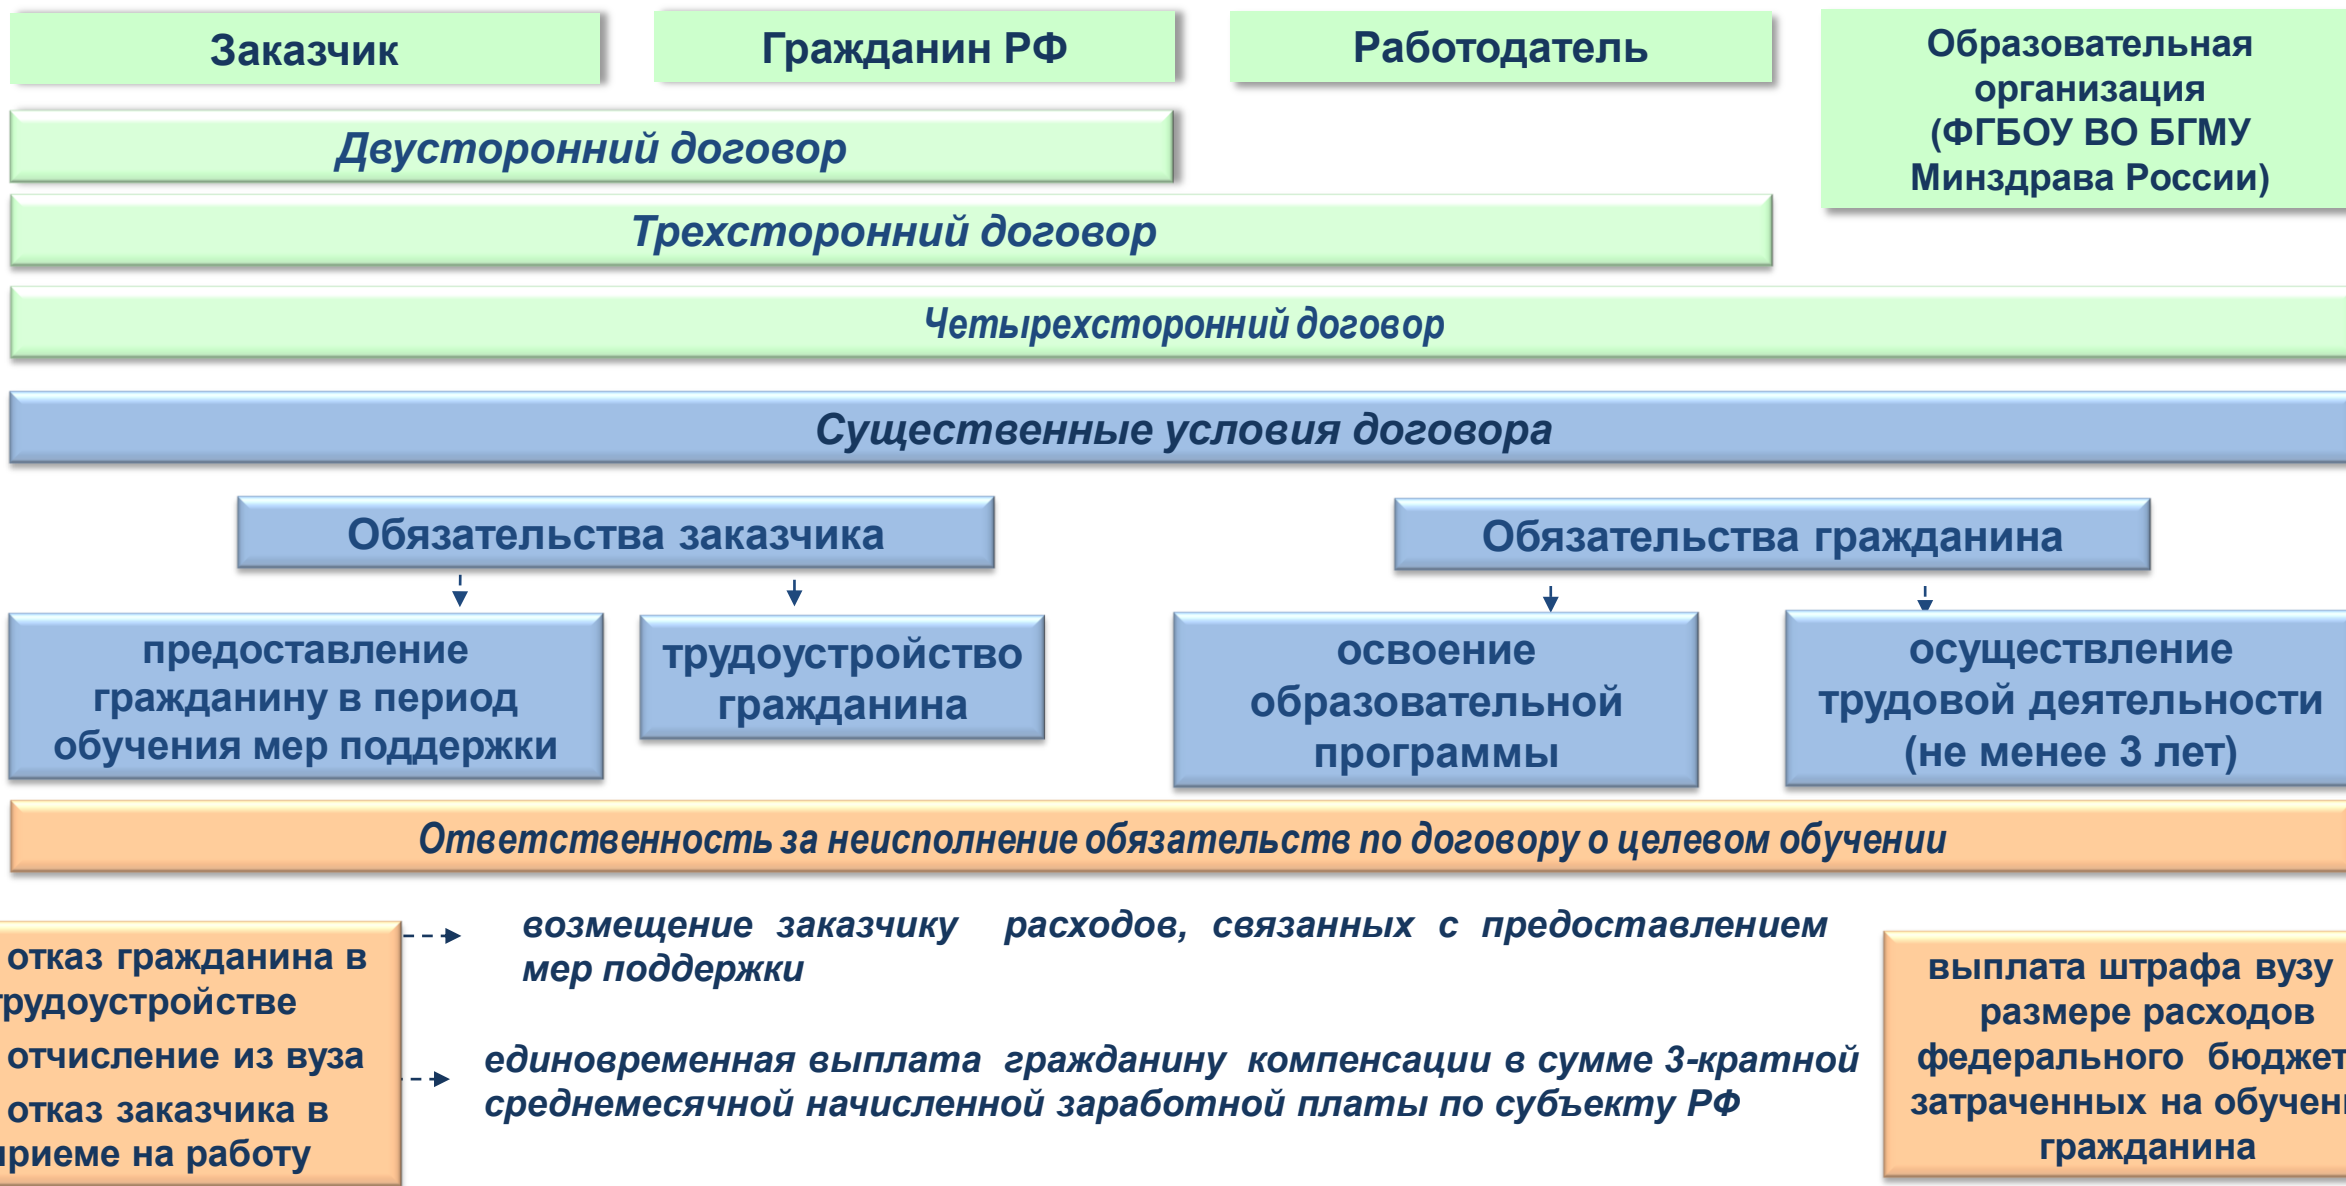 Заказчик
Гражданин РФ
Работодатель
Образовательная
организация
(ФГБОУ ВО БГМУ
Минздрава России)
Двусторонний договор
Трехсторонний договор
Четырехсторонний договор
Существенные условия договора
Обязательства заказчика
Обязательства гражданина
предоставление
гражданину в период
обучения мер поддержки
трудоустройство
гражданина
освоение
образовательной
программы
осуществление
трудовой деятельности
(не менее 3 лет)
Ответственность за неисполнение обязательств по договору о целевом обучении
отказ гражданина в
рудоустройстве
отчисление из вуза
отказ заказчика в
приеме на работу
возмещение заказчику расходов, связанных с предоставлением
мер поддержки
единовременная выплата гражданину компенсации в сумме 3-кратной
среднемесячной начисленной заработной платы по субъекту РФ
выплата штрафа вузу
размере расходов
федерального бюджет
затраченных на обучен
гражданина